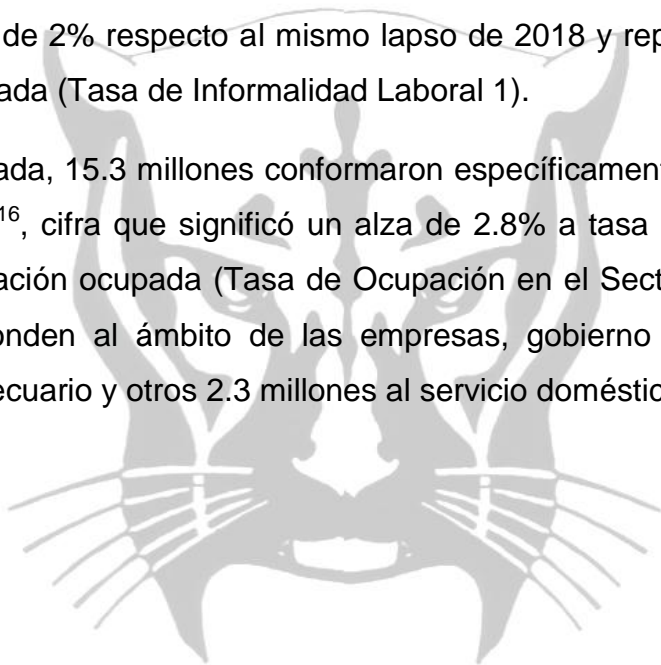 de 2% respecto al mismo lapso de 2018 y rep
ada (Tasa de Informalidad Laboral 1).
ada, 15.3 millones conformaron específicament
16, cifra que significó un alza de 2.8% a tasa
ación ocupada (Tasa de Ocupación en el Sect
onden al ámbito de las empresas, gobierno
ecuario y otros 2.3 millones al servicio doméstic